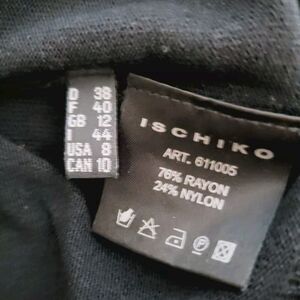 D 38
F 40
GB 12
I 44
USA 8
CAN 10
ISCHIKO
ART. 611005
76% RAYON
24% NYLON